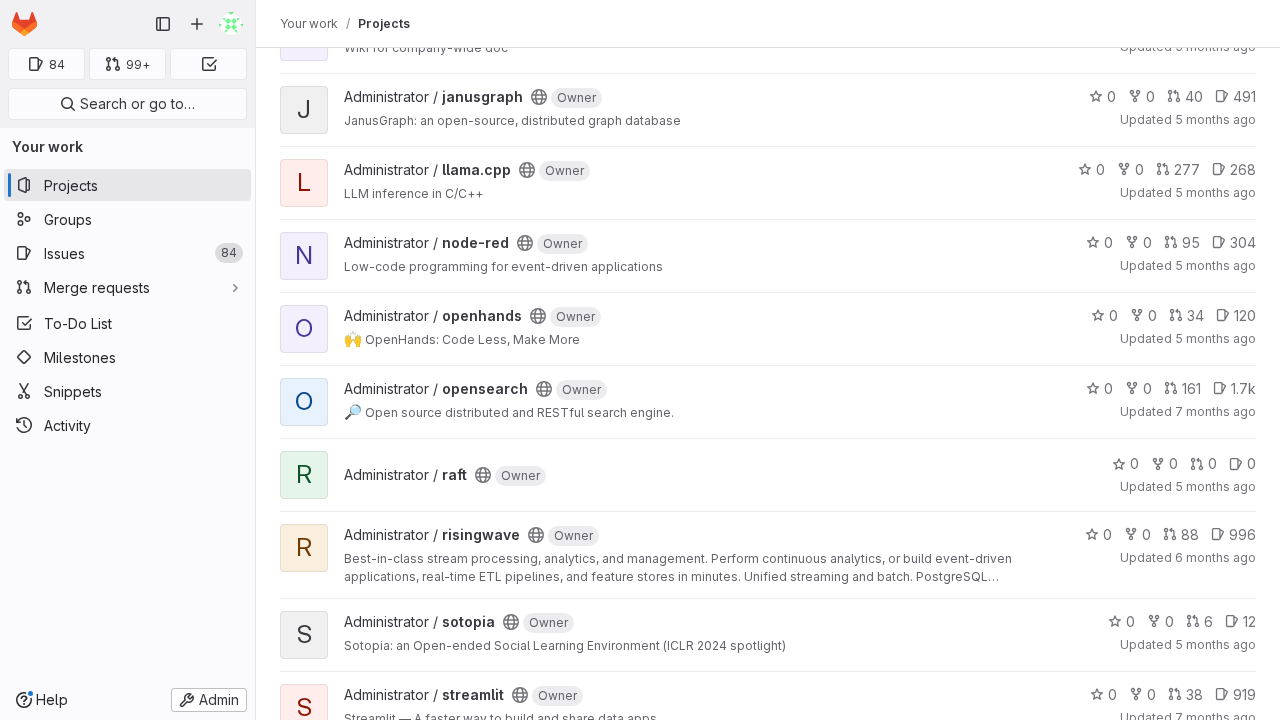 Your work / Projects
84
99+
Search or go to…
Your work
Projects
Groups
Issues 84
Merge requests
To-Do List
Milestones
Snippets
Activity
Help
Admin
Wiki for company-wide doc
Updated 5 months ago
J
Administrator / janusgraph Owner
0 0 40 491
JanusGraph: an open-source, distributed graph database
Updated 5 months ago
L
Administrator / llama.cpp Owner
0 0 277 268
LLM inference in C/C++
Updated 5 months ago
N
Administrator / node-red Owner
0 0 95 304
Low-code programming for event-driven applications
Updated 5 months ago
O
Administrator / openhands Owner
0 0 34 120
🙌 OpenHands: Code Less, Make More
Updated 5 months ago
O
Administrator / opensearch Owner
0 0 161 1.7k
🔎 Open source distributed and RESTful search engine.
Updated 7 months ago
R
Administrator / raft Owner
0 0 0 0
Updated 5 months ago
R
Administrator / risingwave Owner
0 0 88 996
Best-in-class stream processing, analytics, and management. Perform continuous analytics, or build event-driven
applications, real-time ETL pipelines, and feature stores in minutes. Unified streaming and batch. PostgreSQL…
Updated 6 months ago
S
Administrator / sotopia Owner
0 0 6 12
Sotopia: an Open-ended Social Learning Environment (ICLR 2024 spotlight)
Updated 5 months ago
S
Administrator / streamlit Owner
0 0 38 919
Streamlit — A faster way to build and share data apps.
Updated 7 months ago